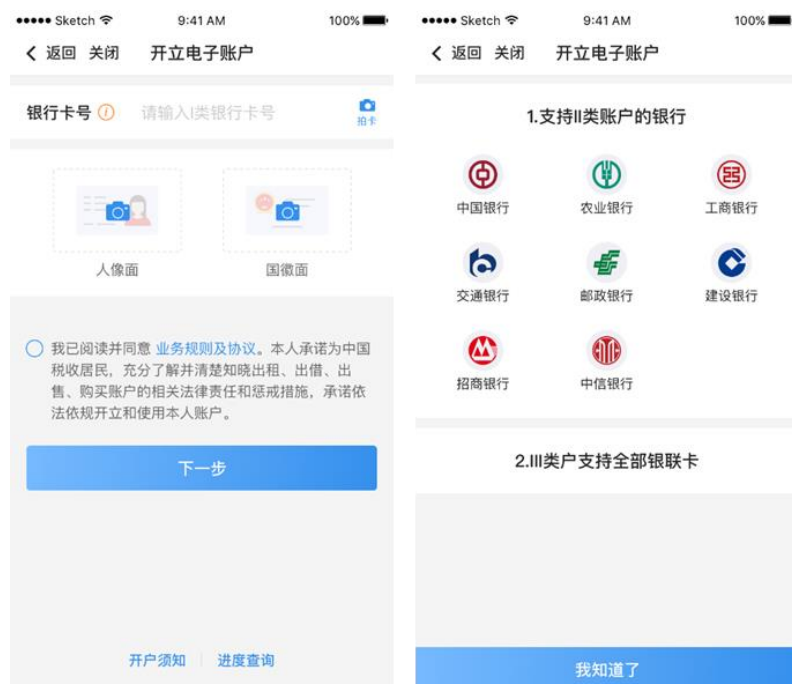 Sketch 9:41 AM 100%
返回 关闭 开立电子账户
银行卡号 请输入I类银行卡号 拍卡
人像面 国徽面
我已阅读并同意 业务规则及协议。本人承诺为中国
税收居民，充分了解并清楚知晓出租、出借、出
售、购买账户的相关法律责任和惩戒措施，承诺依
法依规开立和使用本人账户。
下一步
开户须知 进度查询
Sketch 9:41 AM 100%
返回 关闭 开立电子账户
1.支持II类账户的银行
中国银行 农业银行 工商银行
交通银行 邮政银行 建设银行
招商银行 中信银行
2.III类户支持全部银联卡
我知道了